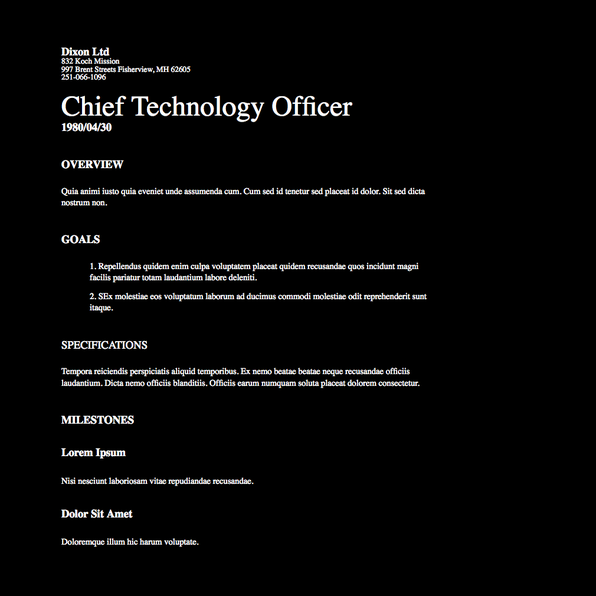 Dixon Ltd
832 Koch Mission
997 Brent Streets Fisherview, MH 62605
251-066-1096
Chief Technology Officer
1980/04/30
OVERVIEW
Quia animi iusto quia eveniet unde assumenda cum. Cum sed id tenetur sed placeat id dolor. Sit sed dicta
nostrum non.
GOALS
1. Repellendus quidem enim culpa voluptatem placeat quidem recusandae quos incidunt magni
facilis pariatur totam laudantium labore deleniti.
2. SEx molestiae eos voluptatum laborum ad ducimus commodi molestiae odit reprehenderit sunt
itaque.
SPECIFICATIONS
Tempora reiciendis perspiciatis aliquid temporibus. Ex nemo beatae beatae neque recusandae officiis
laudantium. Dicta nemo officiis blanditiis. Officiis earum numquam soluta placeat dolorem consectetur.
MILESTONES
Lorem Ipsum
Nisi nesciunt laboriosam vitae repudiandae recusandae.
Dolor Sit Amet
Doloremque illum hic harum voluptate.